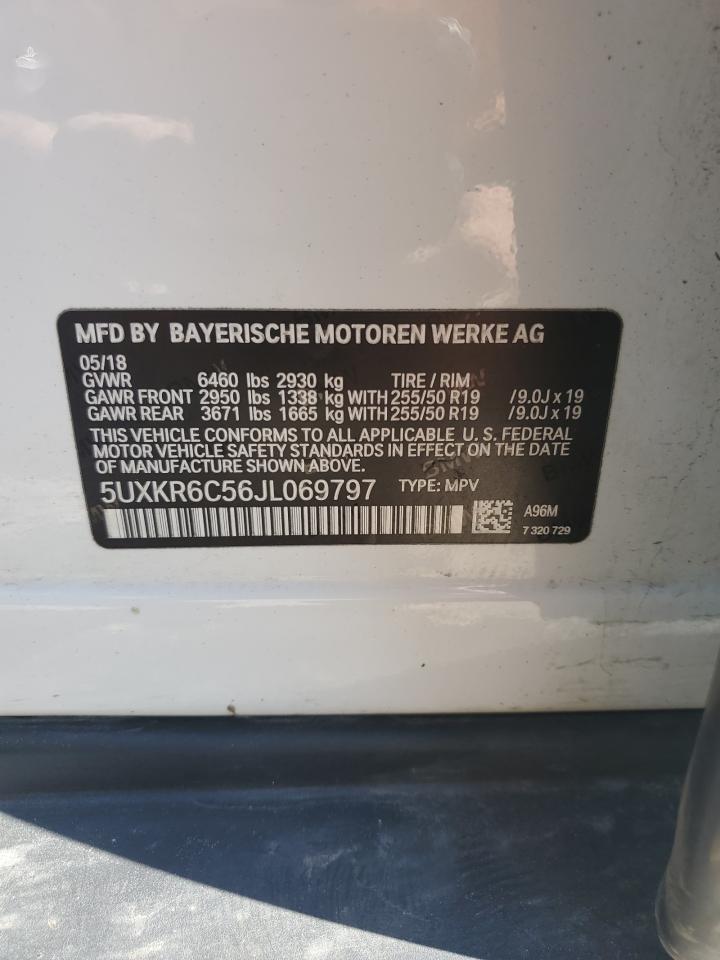 MFD BY BAYERISCHE MOTOREN WERKE AG
05/18
GVWR 6460 lbs 2930 kg TIRE / RIM
GAWR FRONT 2950 lbs 1338 kg WITH 255/50 R19 /9.0J x 19
GAWR REAR 3671 lbs 1665 kg WITH 255/50 R19 /9.0J x 19
THIS VEHICLE CONFORMS TO ALL APPLICABLE U. S. FEDERAL
MOTOR VEHICLE SAFETY STANDARDS IN EFFECT ON THE DATE
OF MANUFACTURE SHOWN ABOVE.
5UXKR6C56JL069797 TYPE: MPV
A96M
7 320 729